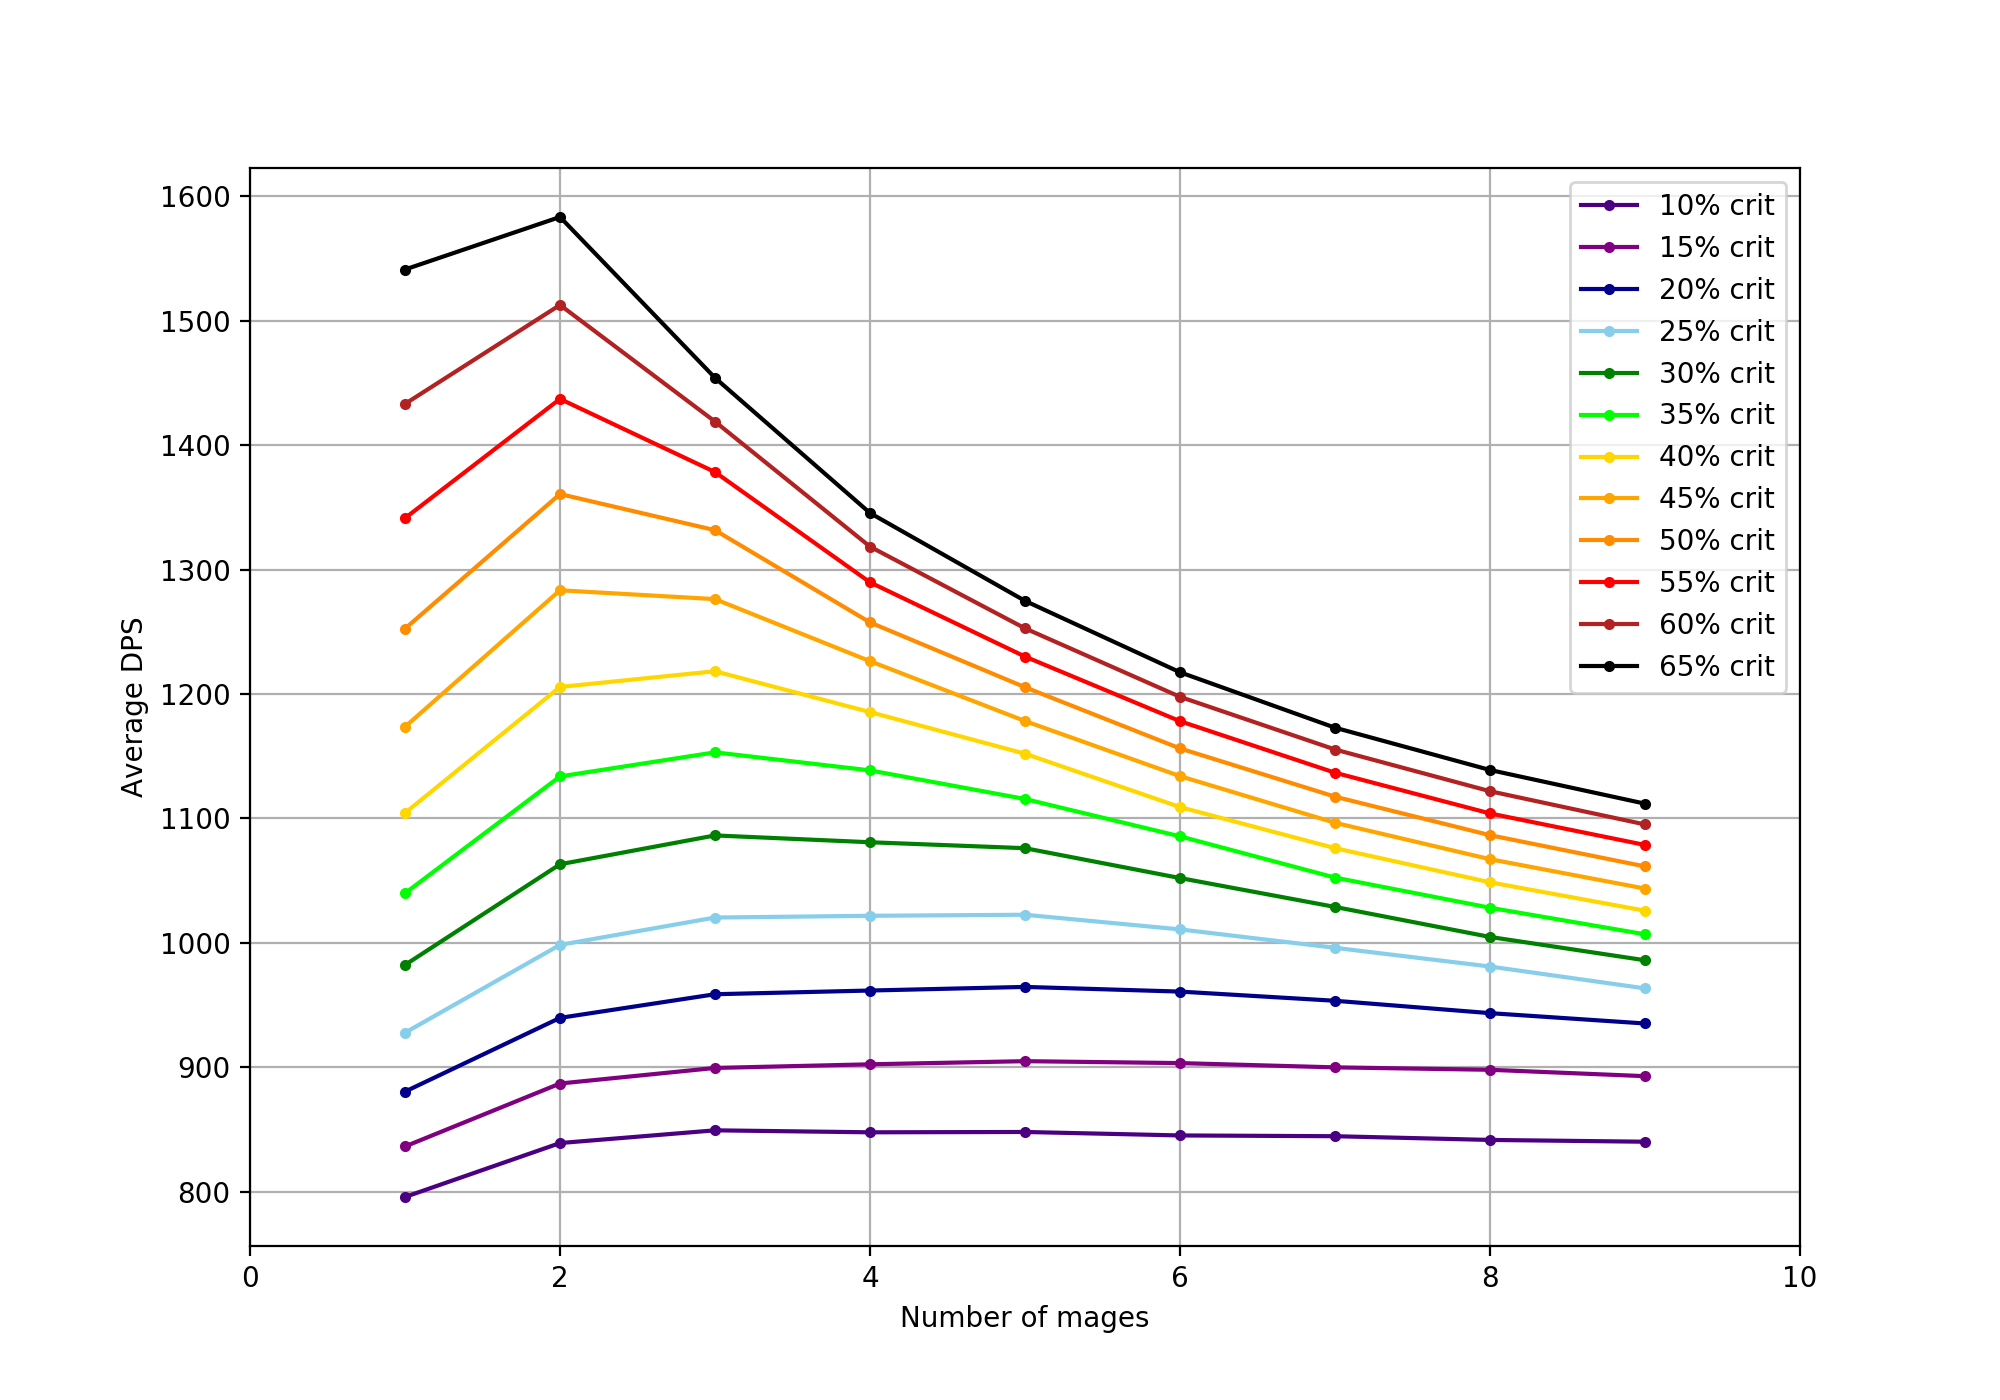 1600
1500
1400
1300
1200
1100
1000
900
800
Average DPS
0 2 4 6 8 10
Number of mages
10% crit
15% crit
20% crit
25% crit
30% crit
35% crit
40% crit
45% crit
50% crit
55% crit
60% crit
65% crit